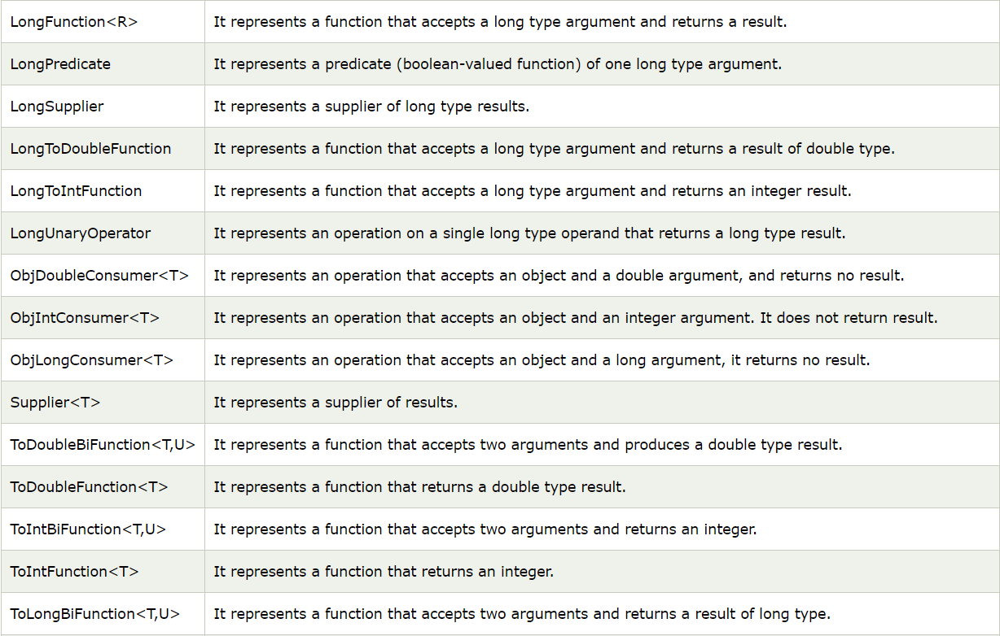 LongFunction<R> It represents a function that accepts a long type argument and returns a result.
LongPredicate It represents a predicate (boolean-valued function) of one long type argument.
LongSupplier It represents a supplier of long type results.
LongToDoubleFunction It represents a function that accepts a long type argument and returns a result of double type.
LongToIntFunction It represents a function that accepts a long type argument and returns an integer result.
LongUnaryOperator It represents an operation on a single long type operand that returns a long type result.
ObjDoubleConsumer<T> It represents an operation that accepts an object and a double argument, and returns no result.
ObjIntConsumer<T> It represents an operation that accepts an object and an integer argument. It does not return result.
ObjLongConsumer<T> It represents an operation that accepts an object and a long argument, it returns no result.
Supplier<T> It represents a supplier of results.
ToDoubleBiFunction<T,U> It represents a function that accepts two arguments and produces a double type result.
ToDoubleFunction<T> It represents a function that returns a double type result.
ToIntBiFunction<T,U> It represents a function that accepts two arguments and returns an integer.
ToIntFunction<T> It represents a function that returns an integer.
ToLongBiFunction<T,U> It represents a function that accepts two arguments and returns a result of long type.